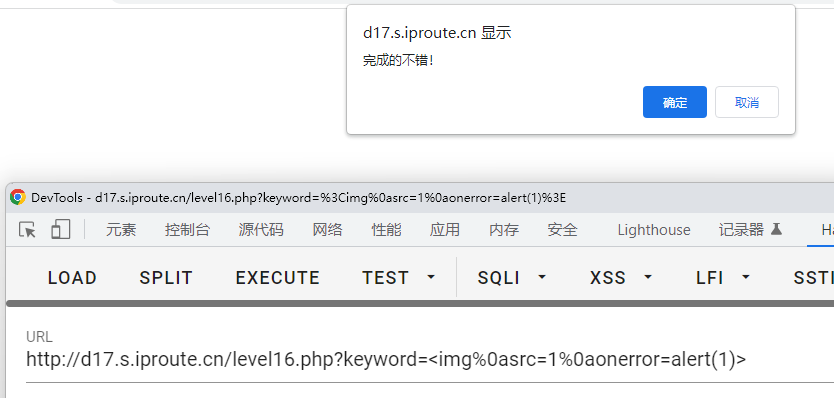 d17.s.iproute.cn 显示
完成的不错!
确定 取消
DevTools - d17.s.iproute.cn/level16.php?keyword=%3Cimg%0asrc=1%0aonerror=alert(1)%3E
元素 控制台 源代码 网络 性能 应用 内存 安全 Lighthouse 记录器 Ha
LOAD SPLIT EXECUTE TEST SQLI XSS LFI SSTI
URL
http://d17.s.iproute.cn/level16.php?keyword=<img%0asrc=1%0aonerror=alert(1)>